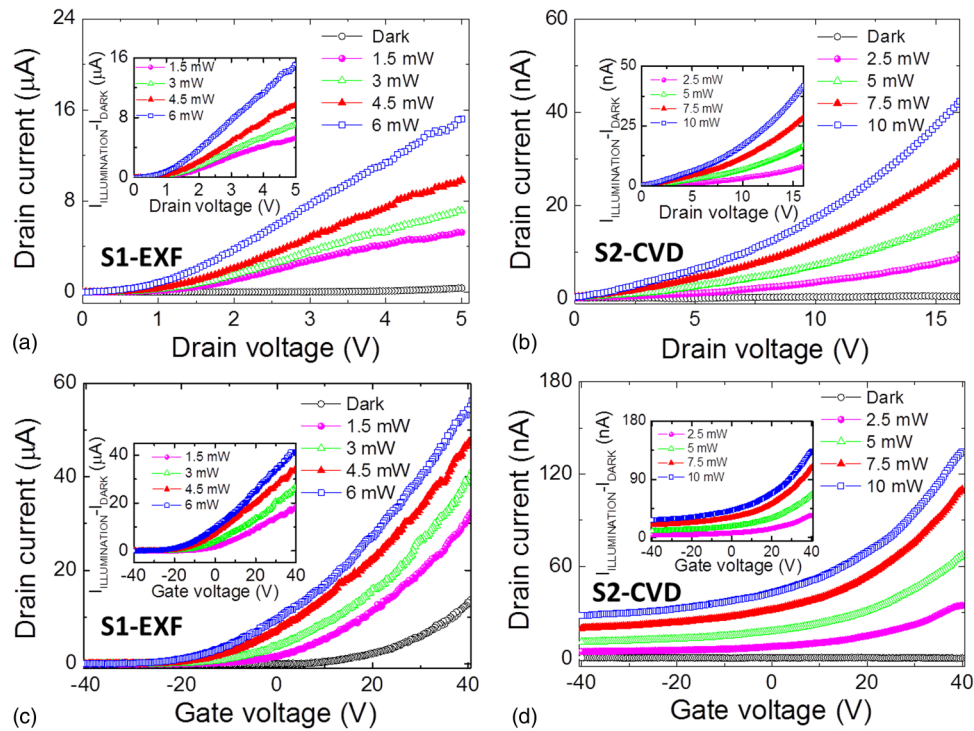 24
16
8
0
Drain current (µA)
Dark
1.5 mW
3 mW
4.5 mW
6 mW
I_ILLUMINATION-I_DARK (µA)
16
8
0
1.5 mW
3 mW
4.5 mW
6 mW
0 1 2 3 4 5
Drain voltage (V)
S1-EXF
0 1 2 3 4 5
(a) Drain voltage (V)
60
40
20
0
Drain current (nA)
Dark
2.5 mW
5 mW
7.5 mW
10 mW
I_ILLUMINATION-I_DARK (nA)
50
25
0
2.5 mW
5 mW
7.5 mW
10 mW
0 5 10 15
Drain voltage (V)
S2-CVD
0 5 10 15
(b) Drain voltage (V)
60
40
20
0
Drain current (µA)
Dark
1.5 mW
3 mW
4.5 mW
6 mW
I_ILLUMINATION-I_DARK (µA)
40
20
0
1.5 mW
3 mW
4.5 mW
6 mW
-40 -20 0 20 40
Gate voltage (V)
S1-EXF
-40 -20 0 20 40
(c) Gate voltage (V)
180
130
60
0
Drain current (nA)
Dark
2.5 mW
5 mW
7.5 mW
10 mW
I_ILLUMINATION-I_DARK (nA)
180
90
0
2.5 mW
5 mW
7.5 mW
10 mW
-40 -20 0 20 40
Gate voltage (V)
S2-CVD
-40 -20 0 20 40
(d) Gate voltage (V)